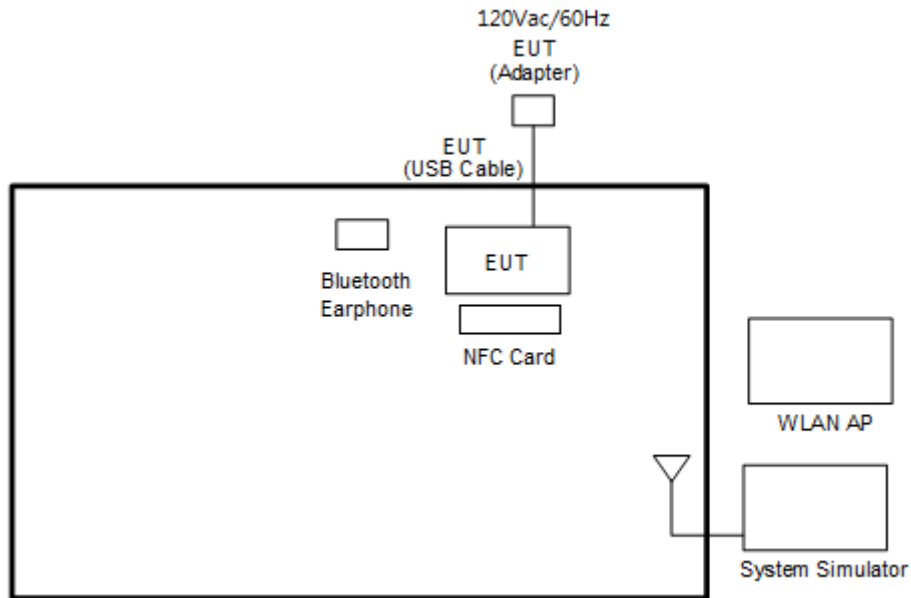 120Vac/60Hz
EUT
(Adapter)
EUT
(USB Cable)
EUT
Bluetooth
Earphone
NFC Card
WLAN AP
System Simulator